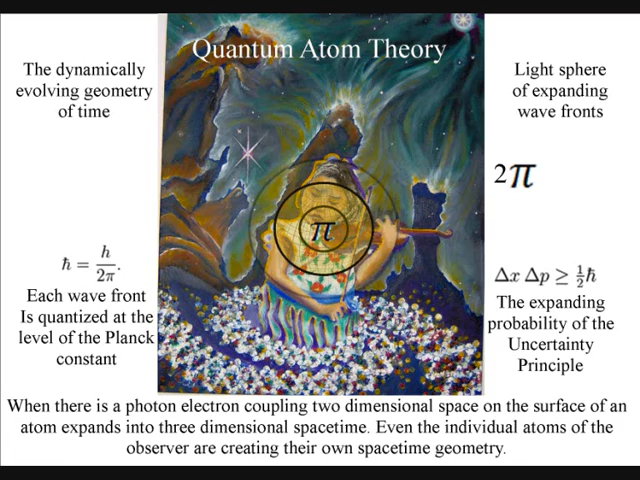 Quantum Atom Theory
The dynamically
evolving geometry
of time
Light sphere
of expanding
wave fronts
2π
π
ħ = h/2π.
Each wave front
Is quantized at the
level of the Planck
constant
Δx Δp ≥ ½ħ
The expanding
probability of the
Uncertainty
Principle
When there is a photon electron coupling two dimensional space on the surface of an
atom expands into three dimensional spacetime. Even the individual atoms of the
observer are creating their own spacetime geometry.